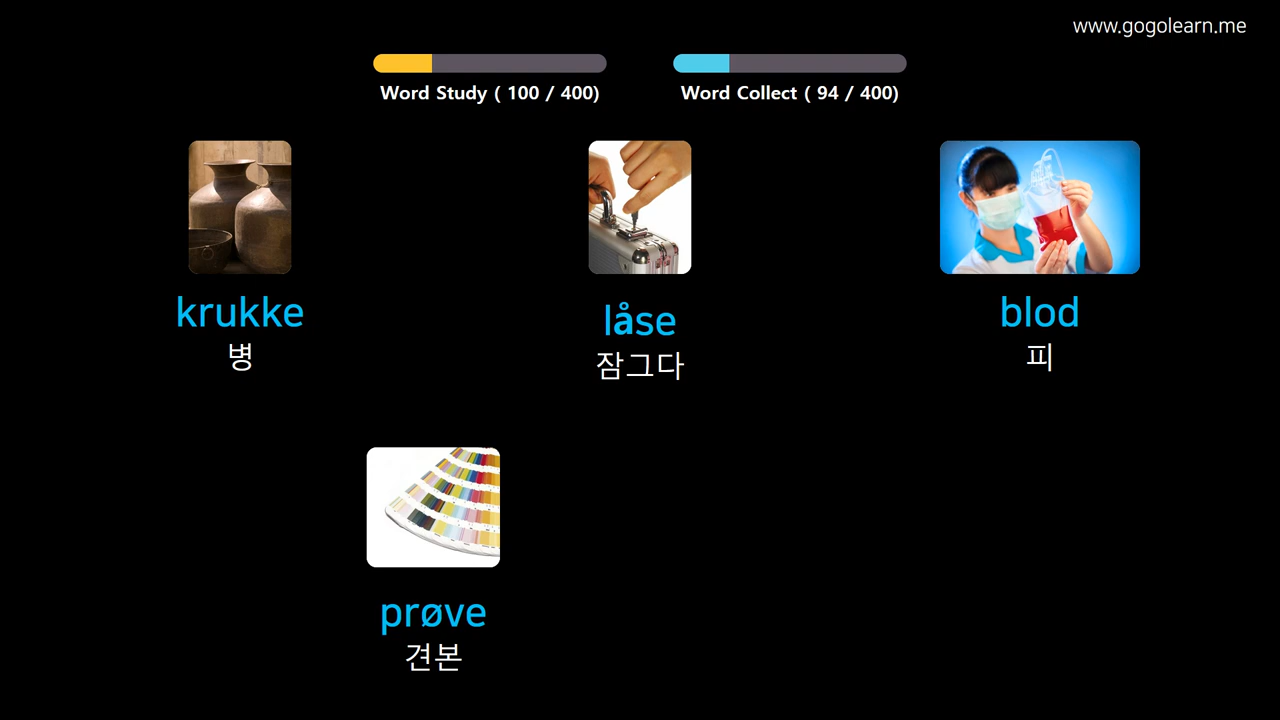 www.gogolearn.me
Word Study ( 100 / 400)
Word Collect ( 94 / 400)
krukke
병
låse
잠그다
blod
피
prøve
견본